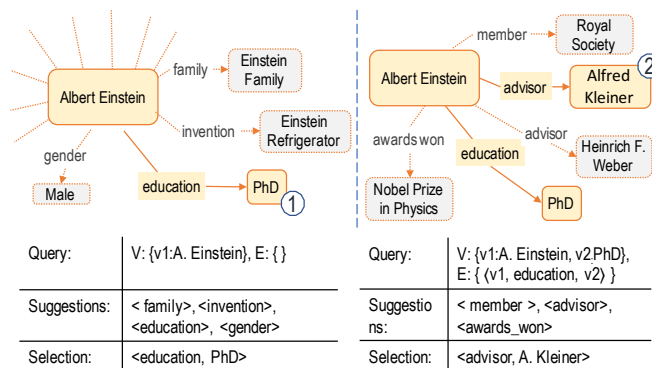 family
Einstein
Family
Albert Einstein
invention
Einstein
Refrigerator
gender
Male
education
PhD
1
member
Royal
Society
2
Albert Einstein
advisor
Alfred
Kleiner
awards won
advisor
education
Heinrich F.
Weber
Nobel Prize
in Physics
PhD
Query:
V: {v1:A. Einstein}, E: { }
Suggestions:
< family>, <invention>,
<education>, <gender>
Selection:
<education, PhD>
Query:
V: {v1:A. Einstein, v2.PhD},
E: { ⟨v1, education, v2⟩ }
Suggestio
ns:
< member >, <advisor>,
<awards_won>
Selection:
<advisor, A. Kleiner>